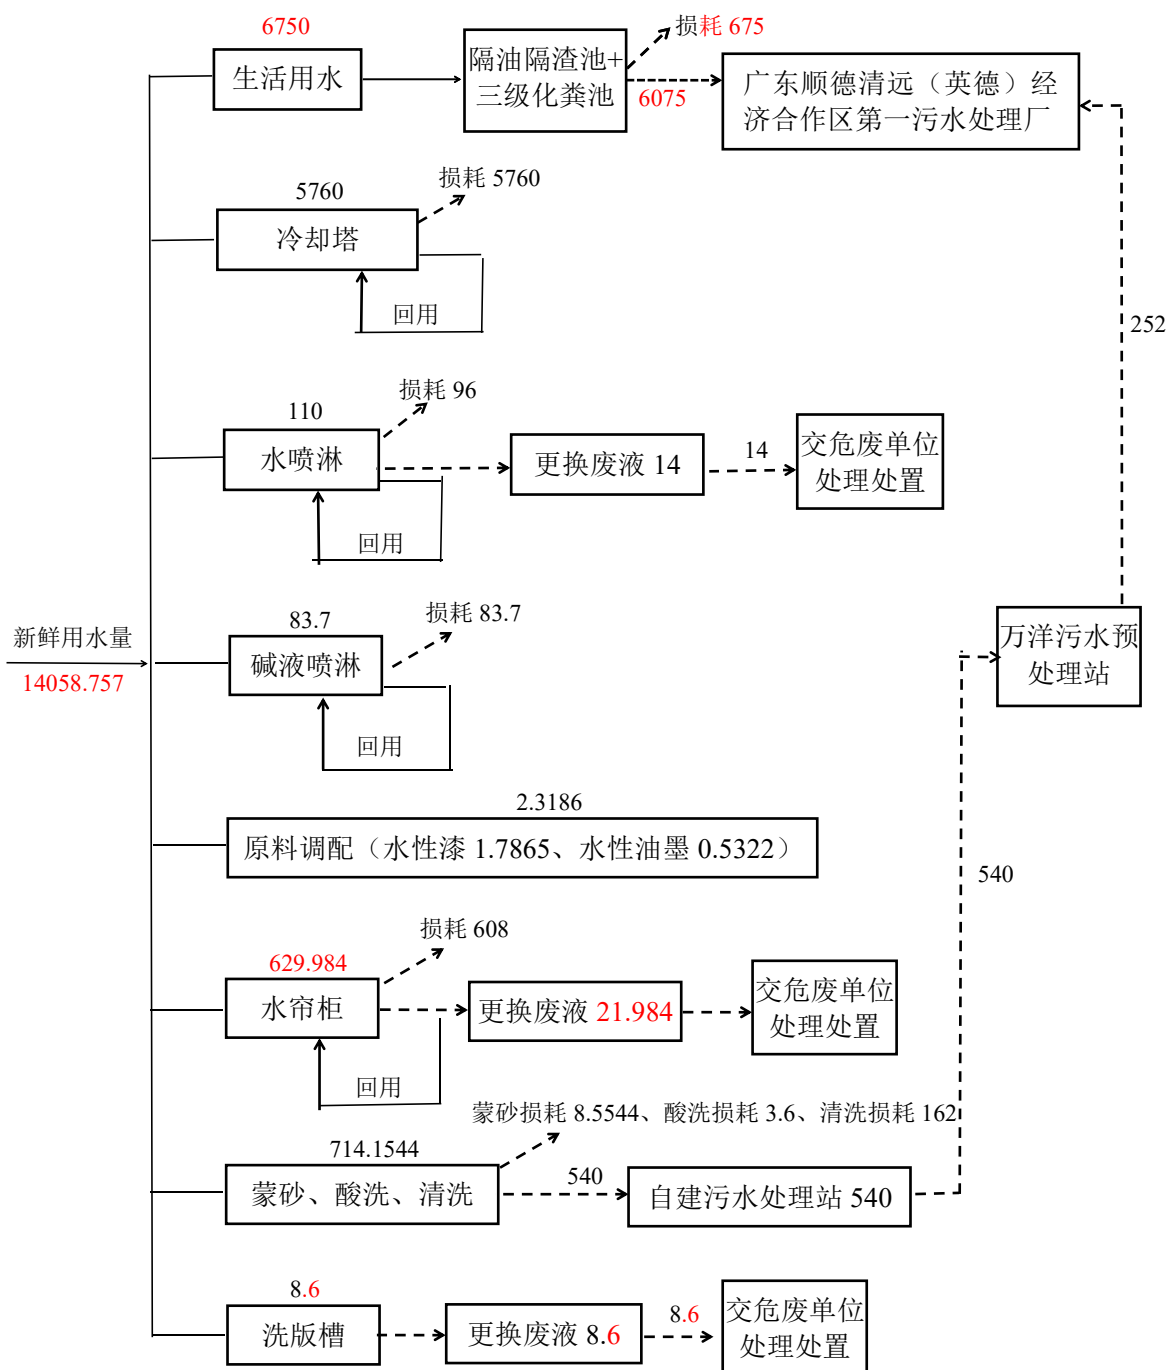 6750
生活用水
隔油隔渣池+
三级化粪池
损耗 675
6075
广东顺德清远（英德）经
济合作区第一污水处理厂
5760
损耗 5760
冷却塔
回用
252
110
损耗 96
水喷淋
更换废液 14
14
交危废单位
处理处置
回用
新鲜用水量
14058.757
83.7
损耗 83.7
碱液喷淋
回用
万洋污水预
处理站
2.3186
原料调配（水性漆 1.7865、水性油墨 0.5322）
540
629.984
损耗 608
水帘柜
更换废液 21.984
交危废单位
处理处置
回用
蒙砂损耗 8.5544、酸洗损耗 3.6、清洗损耗 162
714.1544
蒙砂、酸洗、清洗
540
自建污水处理站 540
8.6
洗版槽
更换废液 8.6
8.6
交危废单位
处理处置